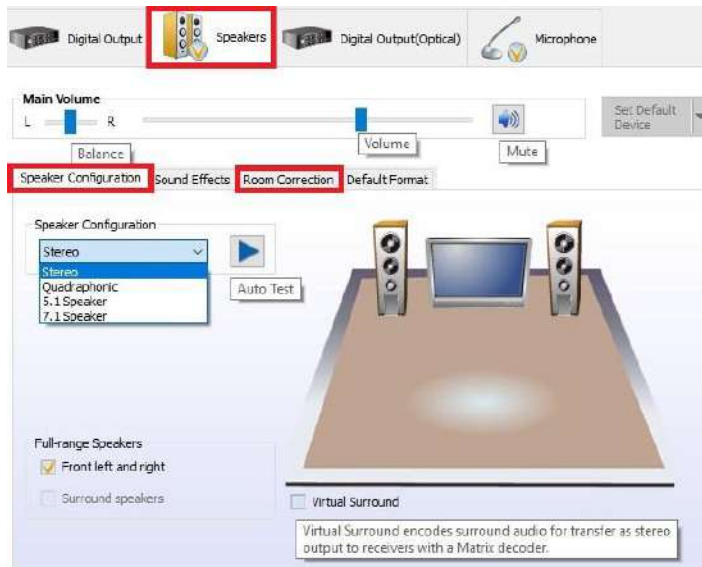 Digital Output
Speakers
Digital Output(Optical)
Microphone
Main Volume
L
R
Set Default
Device
Balance
Volume
Mute
Speaker Configuration
Sound Effects
Room Correction
Default Format
Speaker Configuration
Stereo
Stereo
Quadraphonic
5.1 Speaker
7.1 Speaker
Auto Test
Full-range Speakers
Front left and right
Surround speakers
Virtual Surround
Virtual Surround encodes surround audio for transfer as stereo
output to receivers with a Matrix decoder.